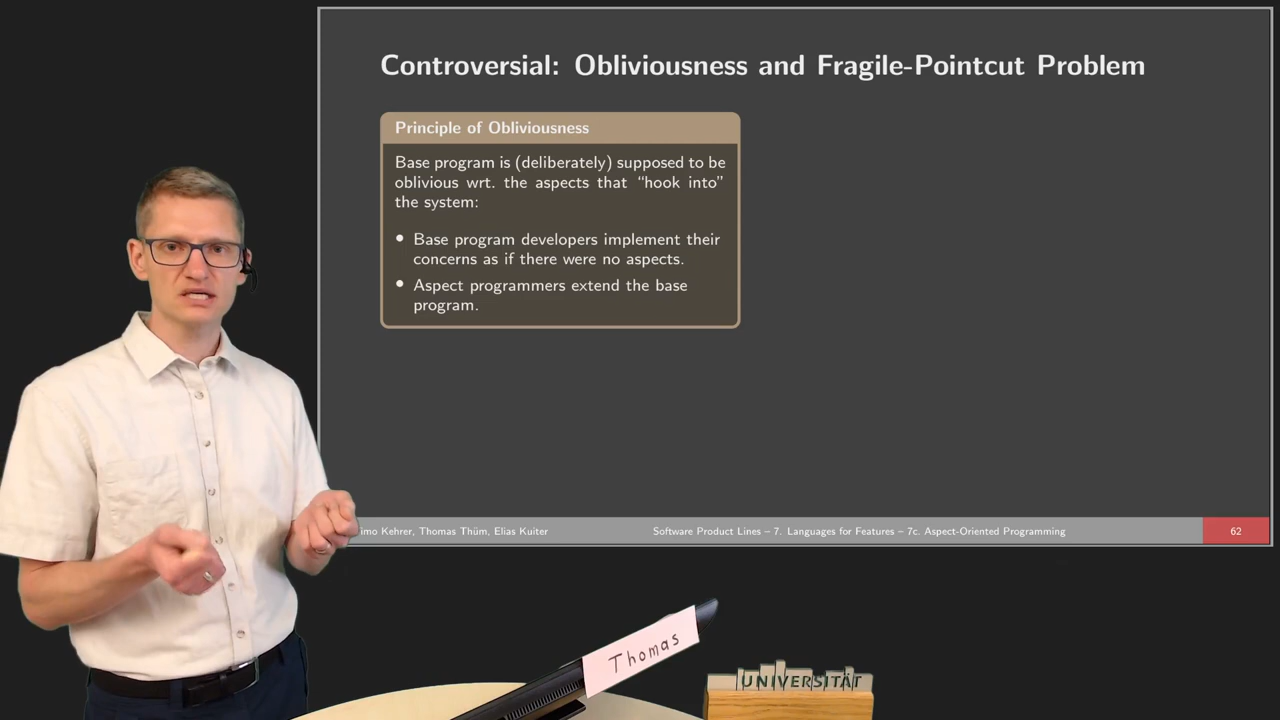 Controversial: Obliviousness and Fragile-Pointcut Problem
Principle of Obliviousness
Base program is (deliberately) supposed to be
oblivious wrt. the aspects that “hook into”
the system:
• Base program developers implement their
concerns as if there were no aspects.
• Aspect programmers extend the base
program.
imo Kehrer, Thomas Thüm, Elias Kuiter
Software Product Lines – 7. Languages for Features – 7c. Aspect-Oriented Programming
62
Thomas
UNIVERSITÄT